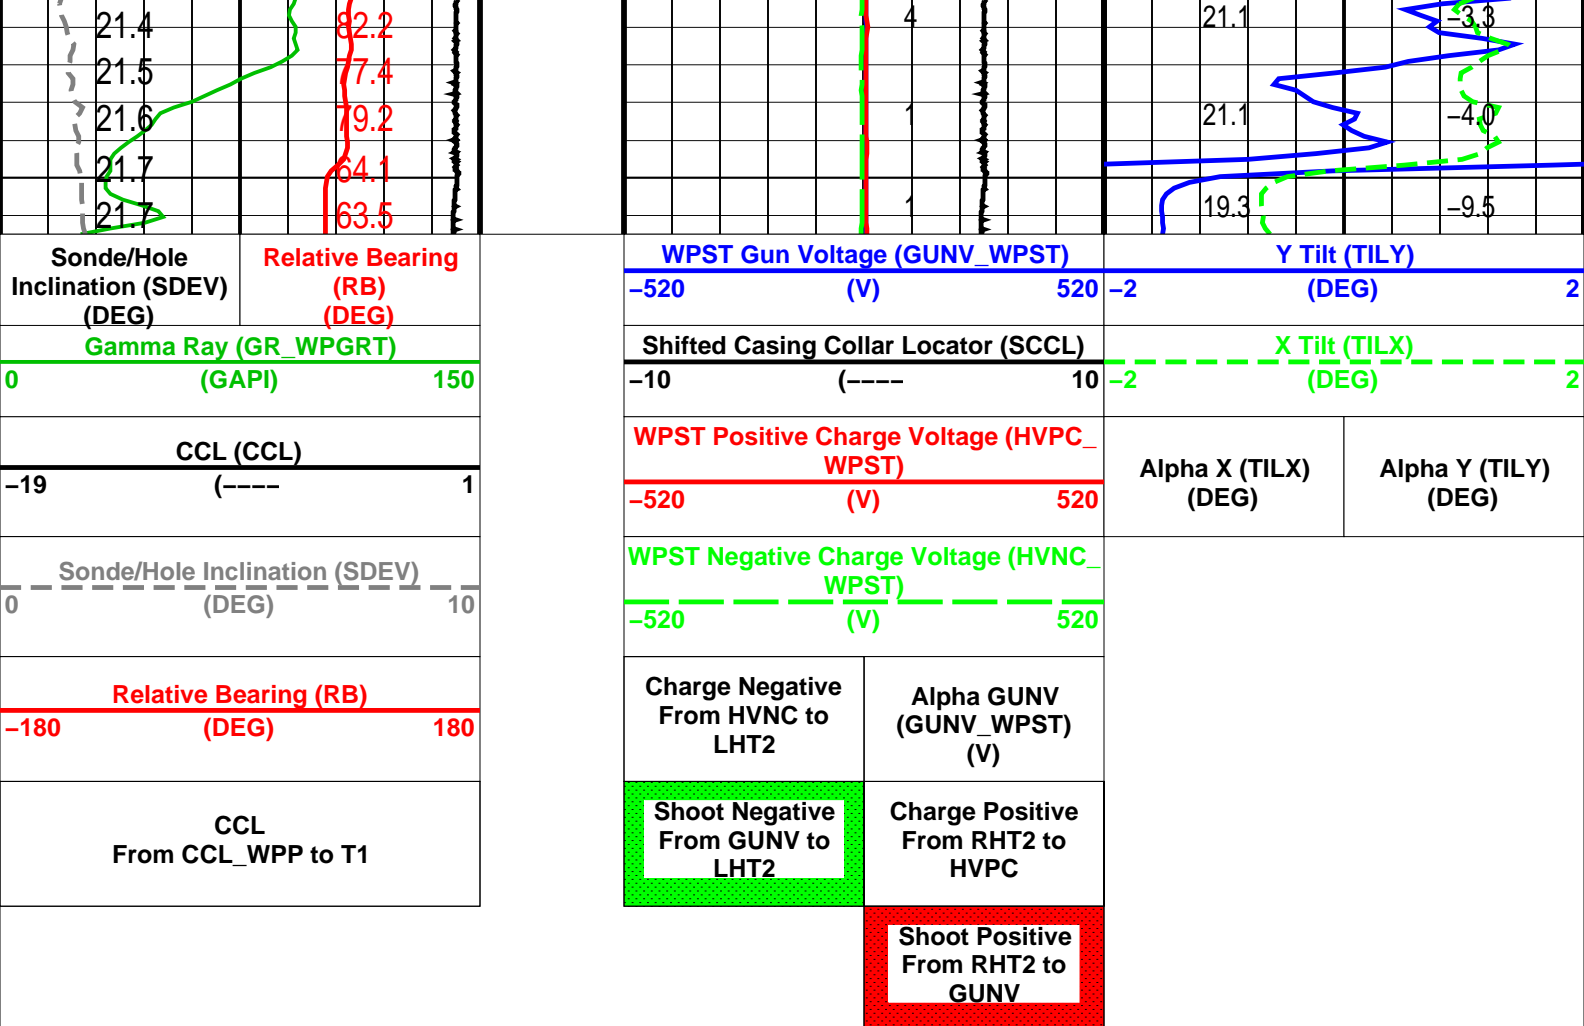 21.4 82.2 4 21.1 −3.3
21.5 77.4
21.6 79.2 1 21.1 −4.0
21.7 64.1
21.7 63.5 1 19.3 −9.5
Sonde/Hole
Inclination (SDEV)
(DEG)
Relative Bearing
(RB)
(DEG)
Gamma Ray (GR_WPGRT)
0 (GAPI) 150
CCL (CCL)
−19 (−−−− 1
Sonde/Hole Inclination (SDEV)
0 (DEG) 10
Relative Bearing (RB)
−180 (DEG) 180
CCL
From CCL_WPP to T1
WPST Gun Voltage (GUNV_WPST)
−520 (V) 520
Shifted Casing Collar Locator (SCCL)
−10 (−−−− 10
WPST Positive Charge Voltage (HVPC_
WPST)
−520 (V) 520
WPST Negative Charge Voltage (HVNC_
WPST)
−520 (V) 520
Charge Negative
From HVNC to
LHT2
Alpha GUNV
(GUNV_WPST)
(V)
Shoot Negative
From GUNV to
LHT2
Charge Positive
From RHT2 to
HVPC
Shoot Positive
From RHT2 to
GUNV
Y Tilt (TILY)
−2 (DEG) 2
X Tilt (TILX)
−2 (DEG) 2
Alpha X (TILX)
(DEG)
Alpha Y (TILY)
(DEG)